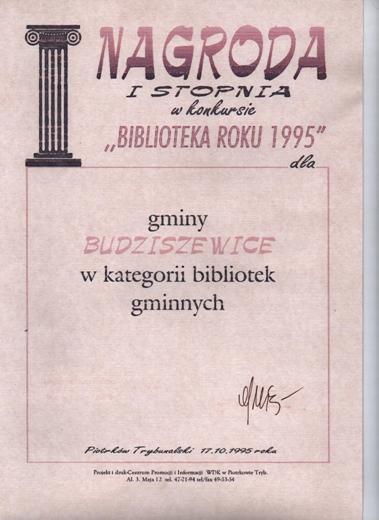 NAGRODA
I STOPNIA
w konkursie
„BIBLIOTEKA ROKU 1995”
dla
gminy
BUDZISZEWICE
w kategorii bibliotek
gminnych
Piotrków Trybunalski 17.10.1995 roku
Projekt i druk-Centrum Promocji i Informacji WDK w Piotrkowie Tryb.
Al. 3. Maja 12 tel. 47-71-94 tel/fax 49-53-54